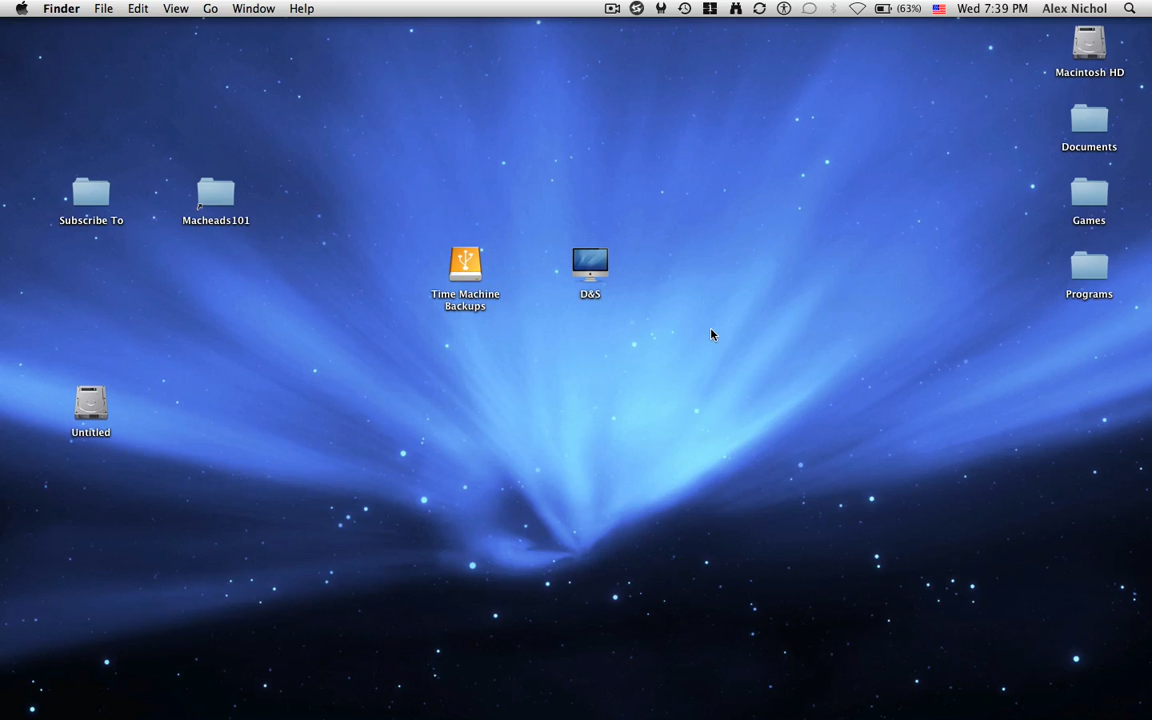 Finder File Edit View Go Window Help (63%) Wed 7:39 PM Alex Nichol
Macintosh HD
Documents
Subscribe To Macheads101 Games
Time Machine
Backups
D&S
Programs
Untitled